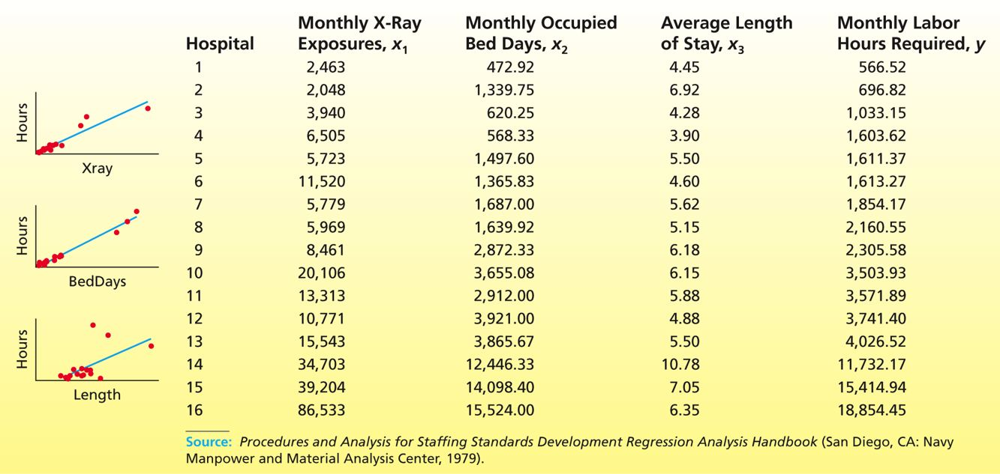 Hospital Monthly X-Ray Exposures, x1 Monthly Occupied Bed Days, x2 Average Length of Stay, x3 Monthly Labor Hours Required, y
1 2,463 472.92 4.45 566.52
2 2,048 1,339.75 6.92 696.82
3 3,940 620.25 4.28 1,033.15
4 6,505 568.33 3.90 1,603.62
5 5,723 1,497.60 5.50 1,611.37
6 11,520 1,365.83 4.60 1,613.27
7 5,779 1,687.00 5.62 1,854.17
8 5,969 1,639.92 5.15 2,160.55
9 8,461 2,872.33 6.18 2,305.58
10 20,106 3,655.08 6.15 3,503.93
11 13,313 2,912.00 5.88 3,571.89
12 10,771 3,921.00 4.88 3,741.40
13 15,543 3,865.67 5.50 4,026.52
14 34,703 12,446.33 10.78 11,732.17
15 39,204 14,098.40 7.05 15,414.94
16 86,533 15,524.00 6.35 18,854.45
Hours
Xray
Hours
BedDays
Hours
Length
Source: Procedures and Analysis for Staffing Standards Development Regression Analysis Handbook (San Diego, CA: Navy
Manpower and Material Analysis Center, 1979).